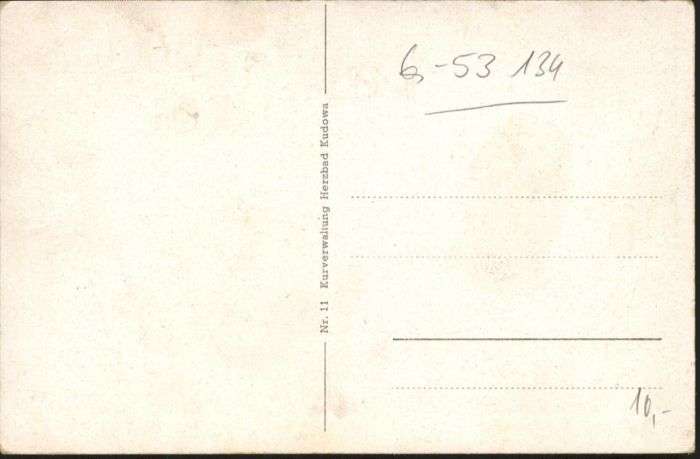 6,-53 134
Nr. 11 Kurverwaltung Herzbad Kudowa
10,-